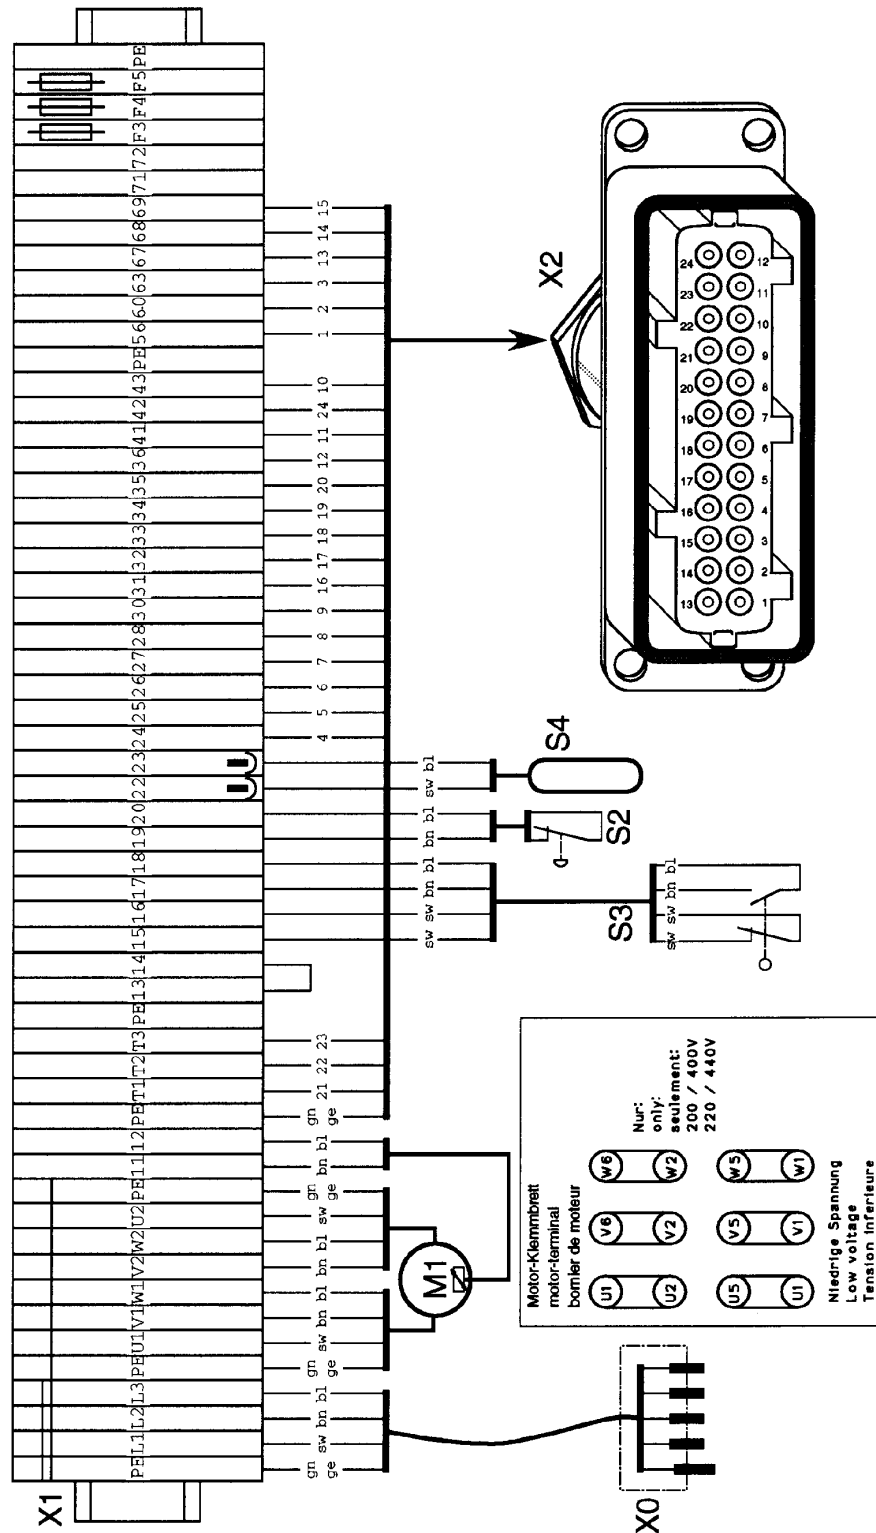 X1
PE L1 L2 L3 PE U1 V1 W1 V2 W2 U2 PE 11 12 PE T1 T2 T3 PE 13 14 15 16 17 18 19 20 22 23 24 25 26 27 28 30 31 32 33 34 35 36 41 42 43 PE 56 60 63 67 68 69 71 72 F3 F4 F5 PE
gn ge sw bn bl gn ge sw bn bl bn bl sw gn ge bn bl gn ge 21 22 23
sw sw bn bl bn bl sw bl
4 5 6 7 8 9 16 17 18 19 20 12 11 24 10 1 2 3 13 14 15
M1
X0
S3
sw sw bn bl
S2
S4
X2
13 14 15 16 17 18 19 20 21 22 23 24
1 2 3 4 5 6 7 8 9 10 11 12
Motor-Klemmbrett
motor-terminal
bornier de moteur
U1 V6 W6
U2 V2 W2
Nur:
only:
seulement:
200 / 400V
220 / 440V
U5 V5 W5
U1 V1 W1
Niedrige Spannung
Low voltage
Tension inferieure